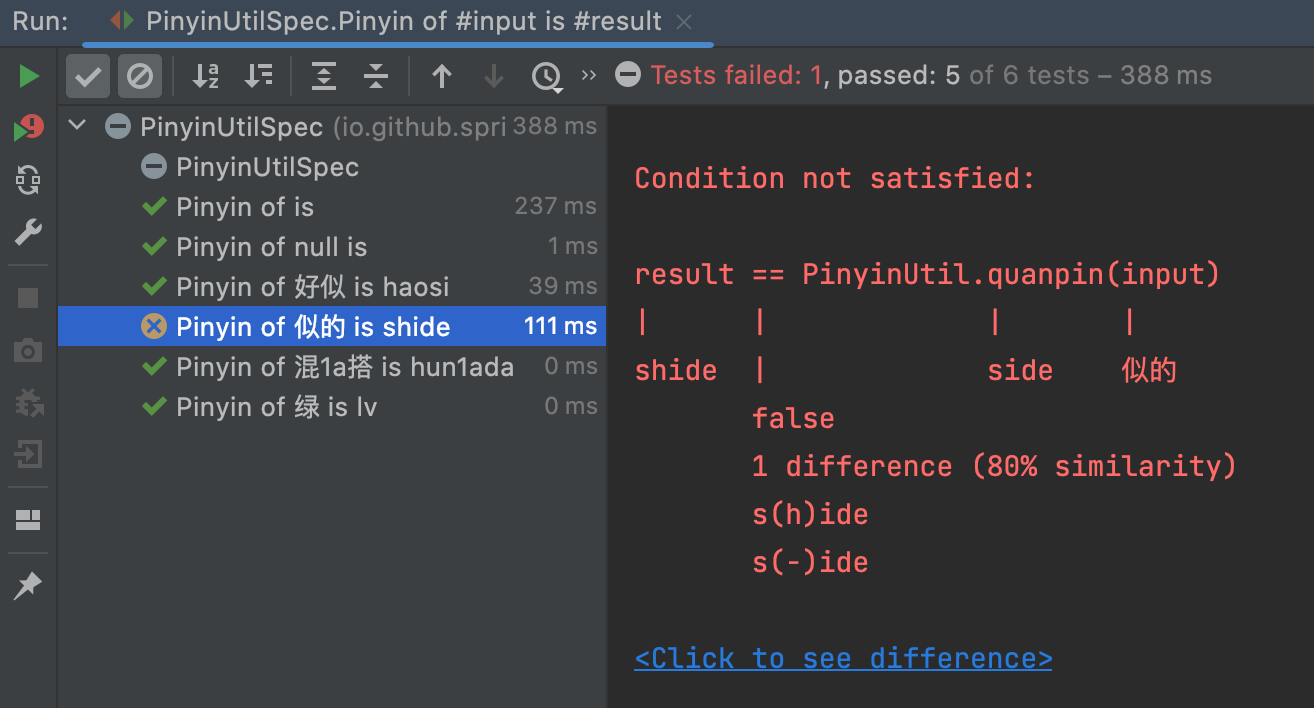 Run: PinyinUtilSpec.Pinyin of #input is #result
Tests failed: 1, passed: 5 of 6 tests – 388 ms
PinyinUtilSpec (io.github.spri 388 ms
PinyinUtilSpec
Pinyin of is 237 ms
Pinyin of null is 1 ms
Pinyin of 好似 is haosi 39 ms
Pinyin of 似的 is shide 111 ms
Pinyin of 混1a搭 is hun1ada 0 ms
Pinyin of 绿 is lv 0 ms
Condition not satisfied:
result == PinyinUtil.quanpin(input)
| | | |
shide | side 似的
false
1 difference (80% similarity)
s(h)ide
s(-)ide
<Click to see difference>